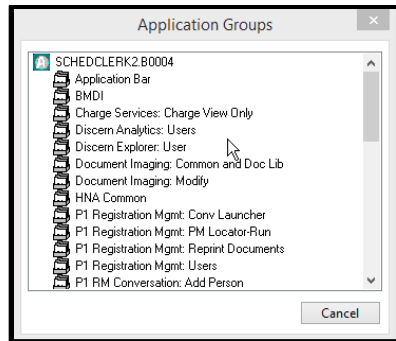 Application Groups
SCHEDCLERK2.B0004
Application Bar
BMDI
Charge Services: Charge View Only
Discern Analytics: Users
Discern Explorer: User
Document Imaging: Common and Doc Lib
Document Imaging: Modify
HNA Common
P1 Registration Mgmt: Conv Launcher
P1 Registration Mgmt: PM Locator-Run
P1 Registration Mgmt: Reprint Documents
P1 Registration Mgmt: Users
P1 RM Conversation: Add Person
Cancel